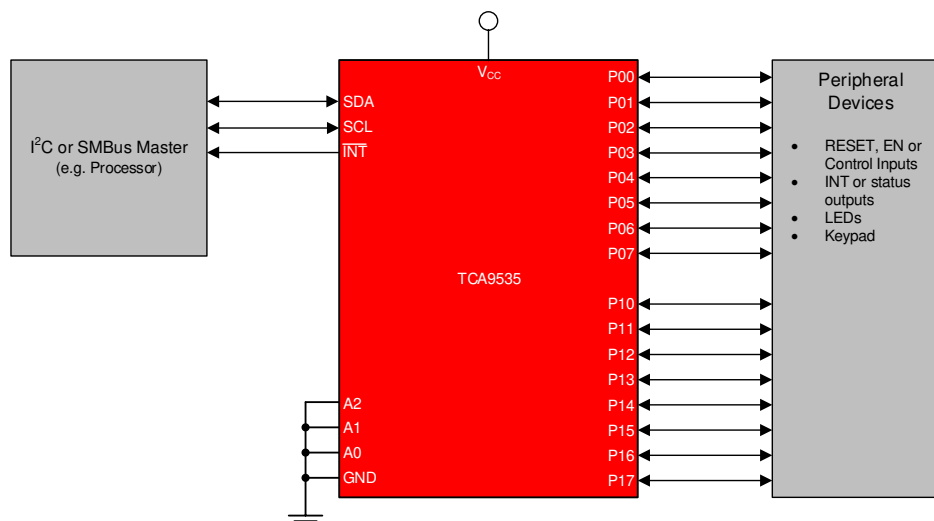 I²C or SMBus Master
(e.g. Processor)
VCC
SDA
SCL
INT
TCA9535
A2
A1
A0
GND
P00
P01
P02
P03
P04
P05
P06
P07
P10
P11
P12
P13
P14
P15
P16
P17
Peripheral
Devices
• RESET, EN or
Control Inputs
• INT or status
outputs
• LEDs
• Keypad